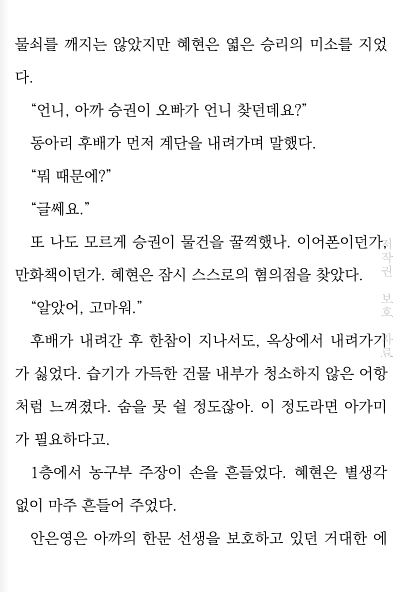 물쇠를 깨지는 않았지만 혜현은 엷은 승리의 미소를 지었
다.
“언니, 아까 승권이 오빠가 언니 찾던데요?”
동아리 후배가 먼저 계단을 내려가며 말했다.
“뭐 때문에?”
“글쎄요.”
또 나도 모르게 승권이 물건을 꿀꺽했나. 이어폰이던가,
만화책이던가. 혜현은 잠시 스스로의 혐의점을 찾았다.
“알았어, 고마워.”
후배가 내려간 후 한참이 지나서도, 옥상에서 내려가기
가 싫었다. 습기가 가득한 건물 내부가 청소하지 않은 어항
처럼 느껴졌다. 숨을 못 쉴 정도잖아. 이 정도라면 아가미
가 필요하다고.
1층에서 농구부 주장이 손을 흔들었다. 혜현은 별생각
없이 마주 흔들어 주었다.
안은영은 아까의 한문 선생을 보호하고 있던 거대한 에
저작권 보호 자료